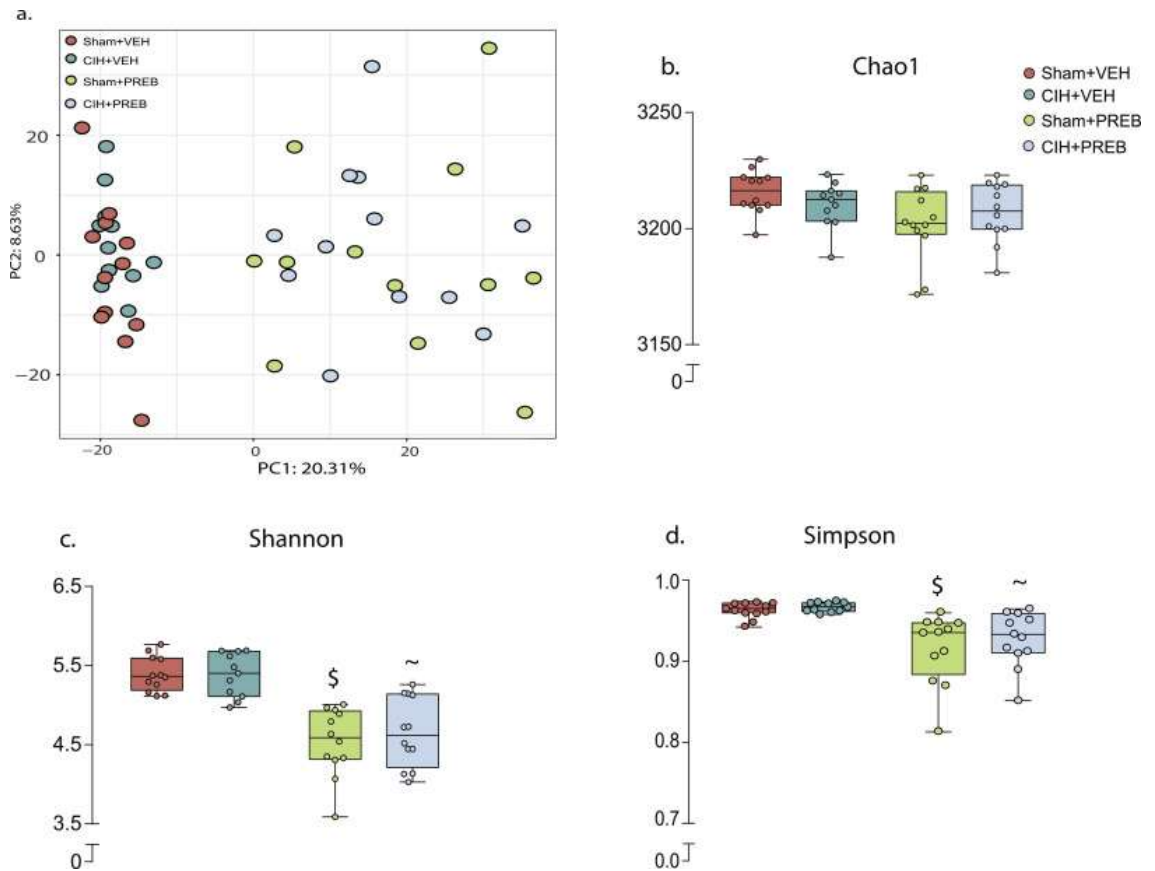 a.
Sham+VEH
CIH+VEH
Sham+PREB
CIH+PREB
20
0
−20
PC2: 8.63%
−20
0
20
PC1: 20.31%
b.
Chao1
Sham+VEH
CIH+VEH
Sham+PREB
CIH+PREB
3250
3200
3150
0
c.
Shannon
6.5
5.5
4.5
3.5
0
$
~
d.
Simpson
1.0
0.9
0.8
0.7
0.0
$
~